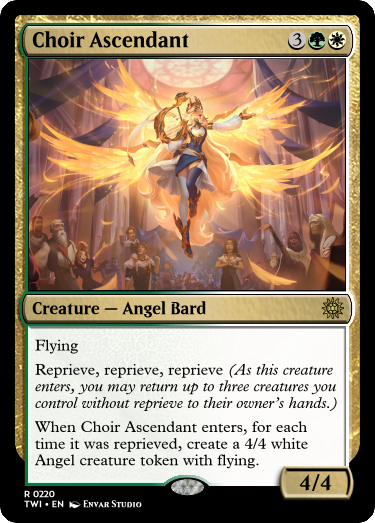 Choir Ascendant 3
Creature — Angel Bard
Flying
Reprieve, reprieve, reprieve (As this creature
enters, you may return up to three creatures you
control without reprieve to their owner's hands.)
When Choir Ascendant enters, for each
time it was reprieved, create a 4/4 white
Angel creature token with flying.
4/4
R 0220
TWI • EN Envar Studio